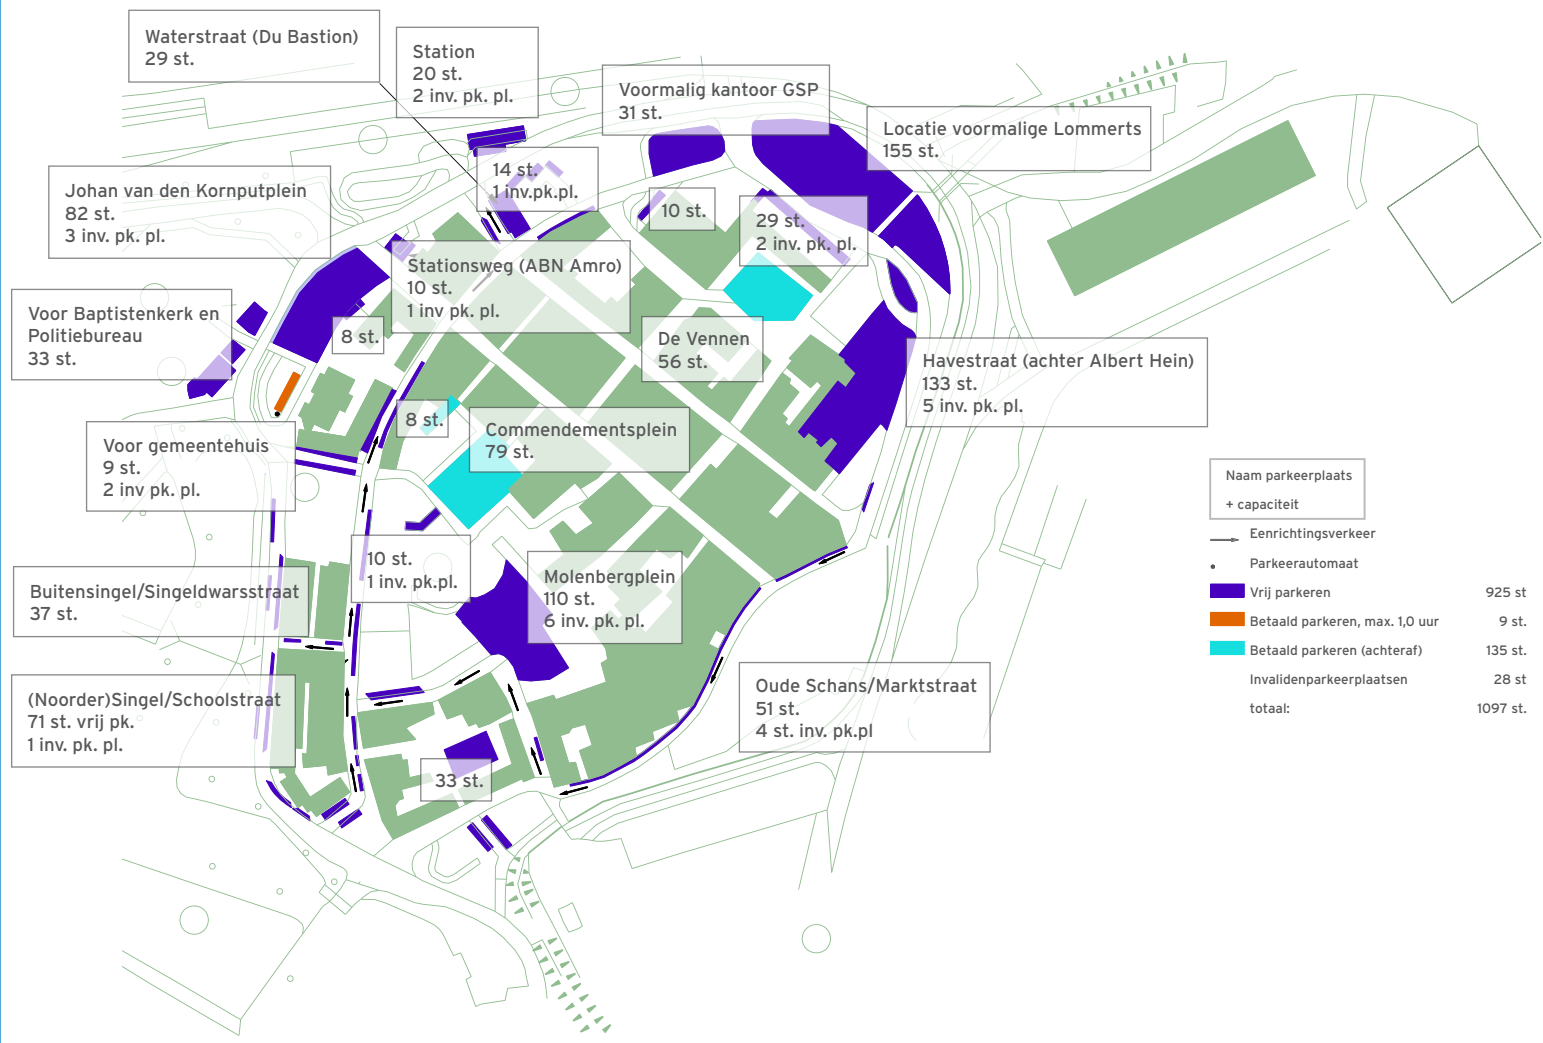 Waterstraat (Du Bastion)
29 st.
Station
20 st.
2 inv. pk. pl.
Voormalig kantoor GSP
31 st.
Locatie voormalige Lommerts
155 st.
14 st.
1 inv.pk.pl.
Johan van den Kornputplein
82 st.
3 inv. pk. pl.
10 st.
29 st.
2 inv. pk. pl.
Stationsweg (ABN Amro)
10 st.
1 inv pk. pl.
Voor Baptistenkerk en
Politiebureau
33 st.
8 st.
De Vennen
56 st.
Havestraat (achter Albert Hein)
133 st.
5 inv. pk. pl.
8 st.
Commendementsplein
79 st.
Voor gemeentehuis
9 st.
2 inv pk. pl.
10 st.
1 inv. pk.pl.
Molenbergplein
110 st.
6 inv. pk. pl.
Buitensingel/Singeldwarsstraat
37 st.
(Noorder)Singel/Schoolstraat
71 st. vrij pk.
1 inv. pk. pl.
Oude Schans/Marktstraat
51 st.
4 st. inv. pk.pl
33 st.
Naam parkeerplaats
+ capaciteit
Eenrichtingsverkeer
Parkeerautomaat
Vrij parkeren 925 st
Betaald parkeren, max. 1,0 uur 9 st.
Betaald parkeren (achteraf) 135 st.
Invalidenparkeerplaatsen 28 st
totaal: 1097 st.